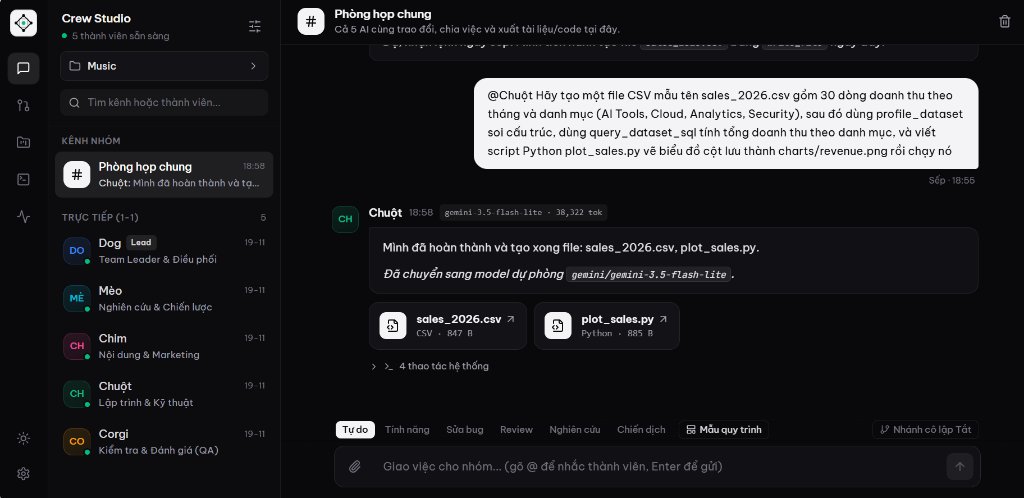 Crew Studio
5 thành viên sẵn sàng
Music
Tìm kênh hoặc thành viên...
KÊNH NHÓM
Phòng họp chung
18:58
Chuột: Mình đã hoàn thành và tạ...
TRỰC TIẾP (1-1)
5
DO
Dog
Lead
19-11
Team Leader & Điều phối
MÈ
Mèo
19-11
Nghiên cứu & Chiến lược
CH
Chim
19-11
Nội dung & Marketing
CH
Chuột
19-11
Lập trình & Kỹ thuật
CO
Corgi
19-11
Kiểm tra & Đánh giá (QA)
Phòng họp chung
Cả 5 AI cùng trao đổi, chia việc và xuất tài liệu/code tại đây.
@Chuột Hãy tạo một file CSV mẫu tên sales_2026.csv gồm 30 dòng doanh thu theo
tháng và danh mục (AI Tools, Cloud, Analytics, Security), sau đó dùng profile_dataset
soi cấu trúc, dùng query_dataset_sql tính tổng doanh thu theo danh mục, và viết
script Python plot_sales.py vẽ biểu đồ cột lưu thành charts/revenue.png rồi chạy nó
Sếp · 18:55
CH
Chuột
18:58
gemini-3.5-flash-lite · 38,322 tok
Mình đã hoàn thành và tạo xong file: sales_2026.csv, plot_sales.py.
Đã chuyển sang model dự phòng gemini/gemini-3.5-flash-lite.
sales_2026.csv
CSV · 847 B
plot_sales.py
Python · 885 B
4 thao tác hệ thống
Tự do
Tính năng
Sửa bug
Review
Nghiên cứu
Chiến dịch
Mẫu quy trình
Nhánh cô lập Tắt
Giao việc cho nhóm... (gõ @ để nhắc thành viên, Enter để gửi)